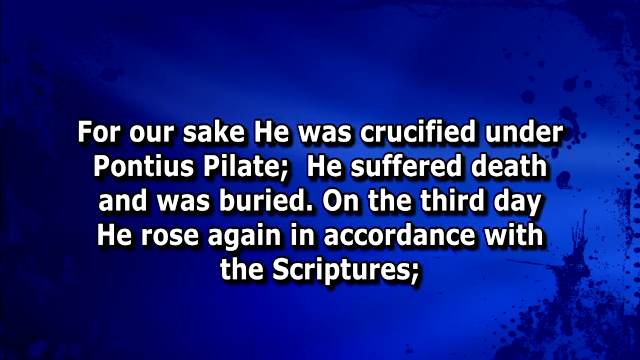 For our sake He was crucified under
Pontius Pilate;  He suffered death
and was buried. On the third day
He rose again in accordance with
the Scriptures;